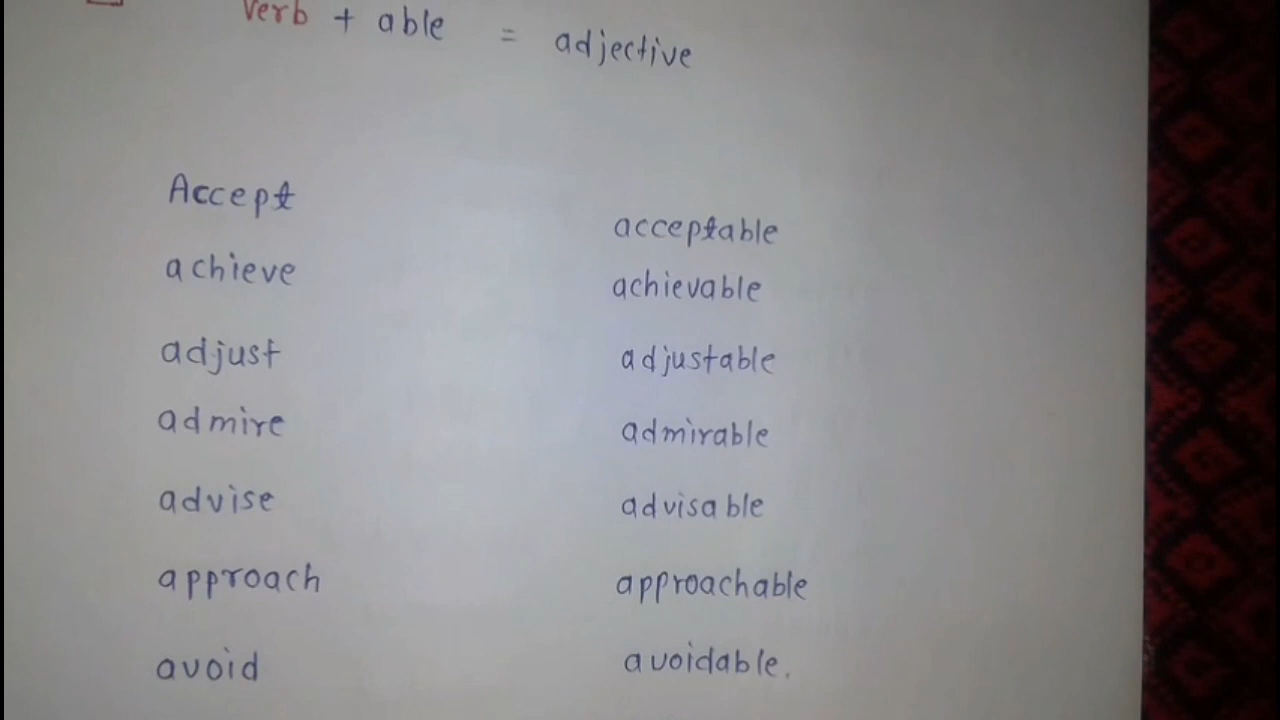 verb + able = adjective
Accept acceptable
achieve achievable
adjust adjustable
admire admirable
advise advisable
approach approachable
avoid avoidable.